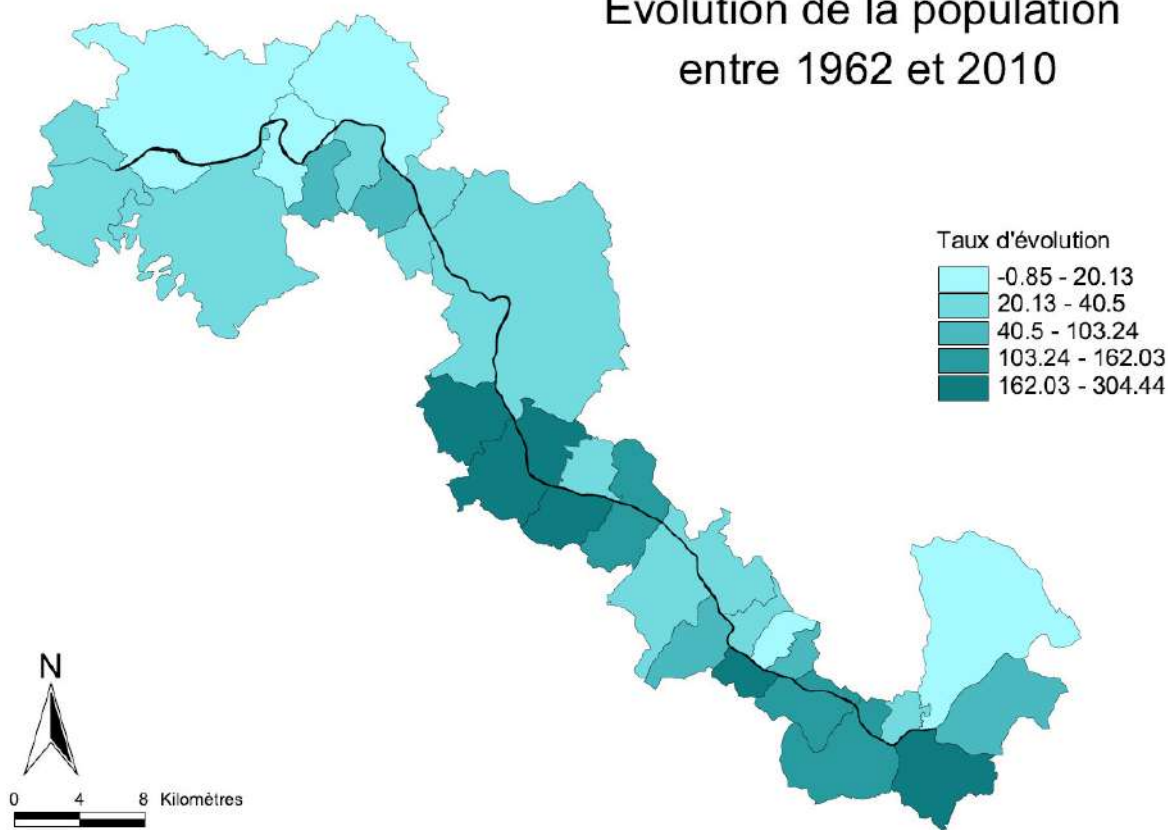 Evolution de la population
entre 1962 et 2010
Taux d'évolution
-0.85 - 20.13
20.13 - 40.5
40.5 - 103.24
103.24 - 162.03
162.03 - 304.44
N
0 4 8 Kilomètres